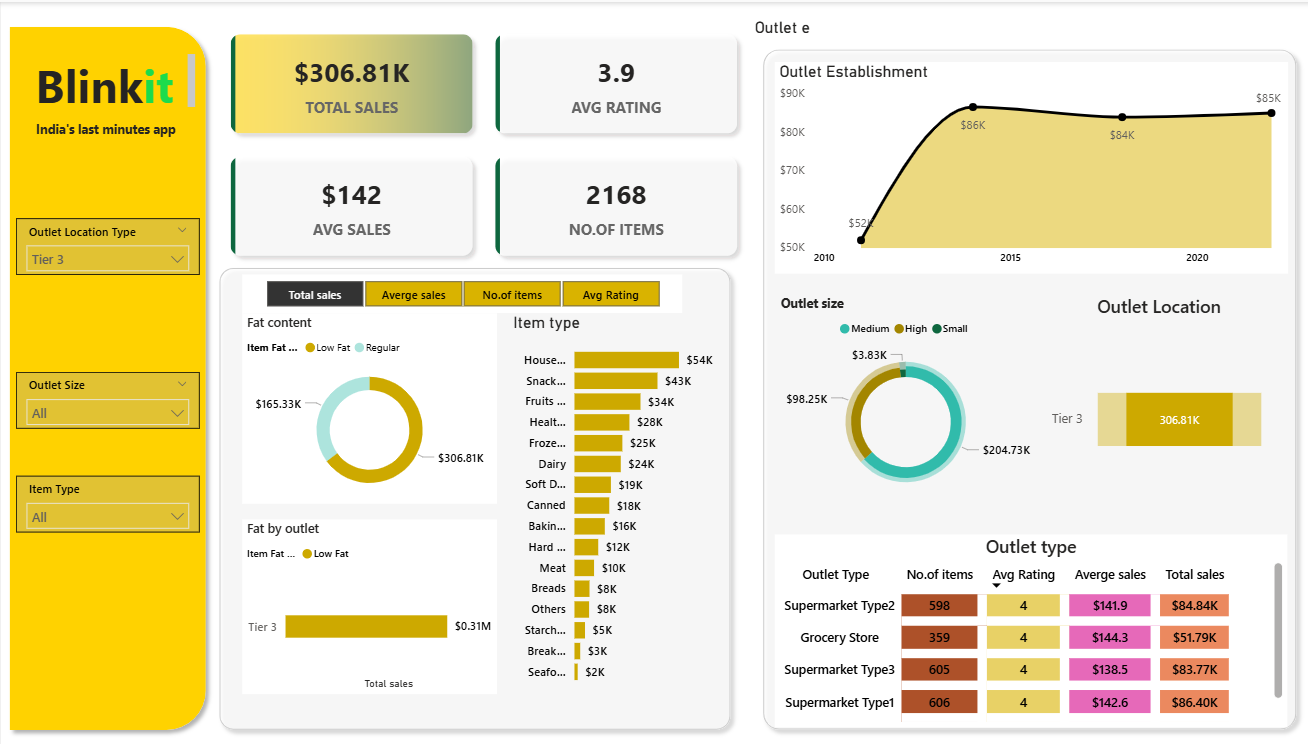 Blinkit
India's last minutes app
Outlet Location Type
Tier 3
Outlet Size
All
Item Type
All
$306.81K
TOTAL SALES
3.9
AVG RATING
$142
AVG SALES
2168
NO.OF ITEMS
Total sales
Averge sales
No.of items
Avg Rating
Fat content
Item Fat ...
Low Fat
Regular
$165.33K
$306.81K
Fat by outlet
Item Fat ...
Low Fat
Tier 3
$0.31M
Total sales
Item type
House... $54K
Snack... $43K
Fruits ... $34K
Healt... $28K
Froze... $25K
Dairy $24K
Soft D... $19K
Canned $18K
Bakin... $16K
Hard ... $12K
Meat $10K
Breads $8K
Others $8K
Starch... $5K
Break... $3K
Seafo... $2K
Outlet e
Outlet Establishment
$90K
$80K
$70K
$60K
$50K
$52K
$86K
$84K
$85K
2010
2015
2020
Outlet size
Medium
High
Small
$3.83K
$98.25K
$204.73K
Outlet Location
Tier 3
306.81K
Outlet type
Outlet Type No.of items Avg Rating Averge sales Total sales
Supermarket Type2 598 4 $141.9 $84.84K
Grocery Store 359 4 $144.3 $51.79K
Supermarket Type3 605 4 $138.5 $83.77K
Supermarket Type1 606 4 $142.6 $86.40K